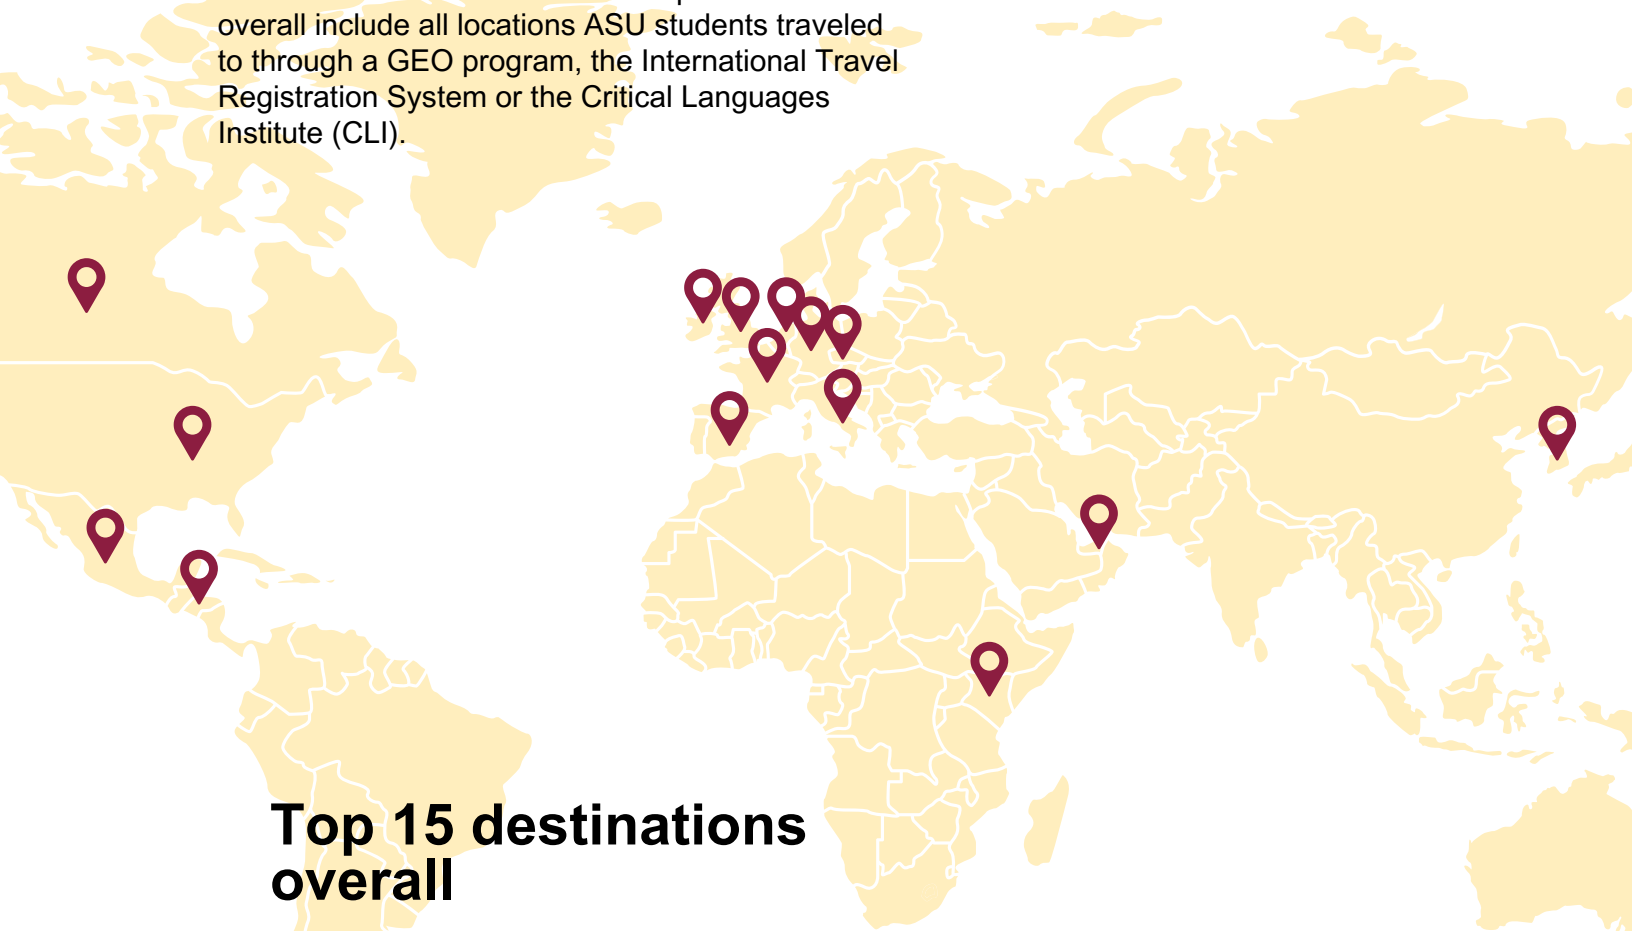 overall include all locations ASU students traveled
to through a GEO program, the International Travel
Registration System or the Critical Languages
Institute (CLI).
Top 15 destinations
overall